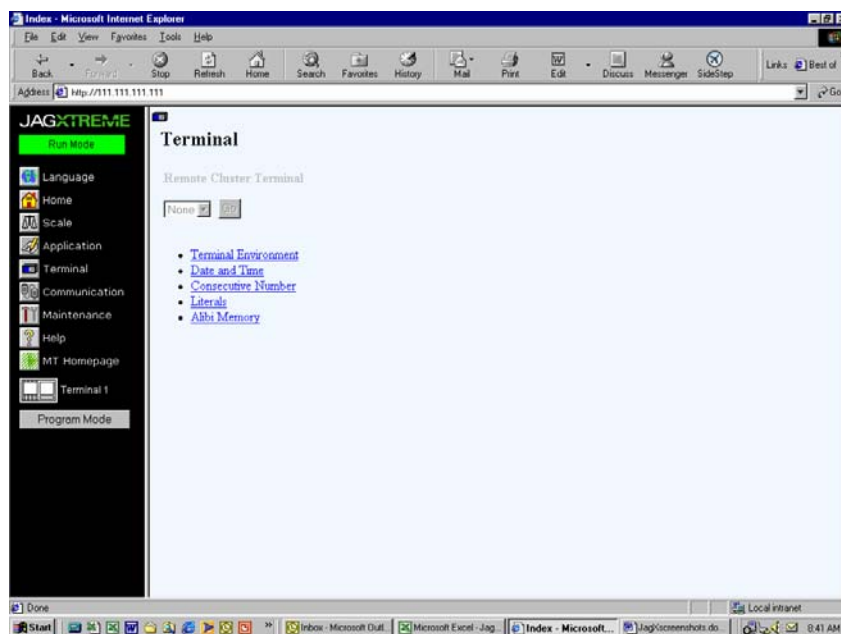 Index - Microsoft Internet Explorer
File Edit View Favorites Tools Help
Back Forward Stop Refresh Home Search Favorites History Mail Print Edit Discuss Messenger SideStep Links Best of
Address http://111.111.111.111 Go
JAGXTREME
Run Mode
Language
Home
Scale
Application
Terminal
Communication
Maintenance
Help
MT Homepage
Terminal 1
Program Mode
Terminal
Remote Cluster Terminal
None Go
Terminal Environment
Date and Time
Consecutive Number
Literals
Alibi Memory
Done Local intranet
Start Inbox - Microsoft Outl... Microsoft Excel - Jag... Index - Microsoft... JagXscreenshots.do... 8:41 AM